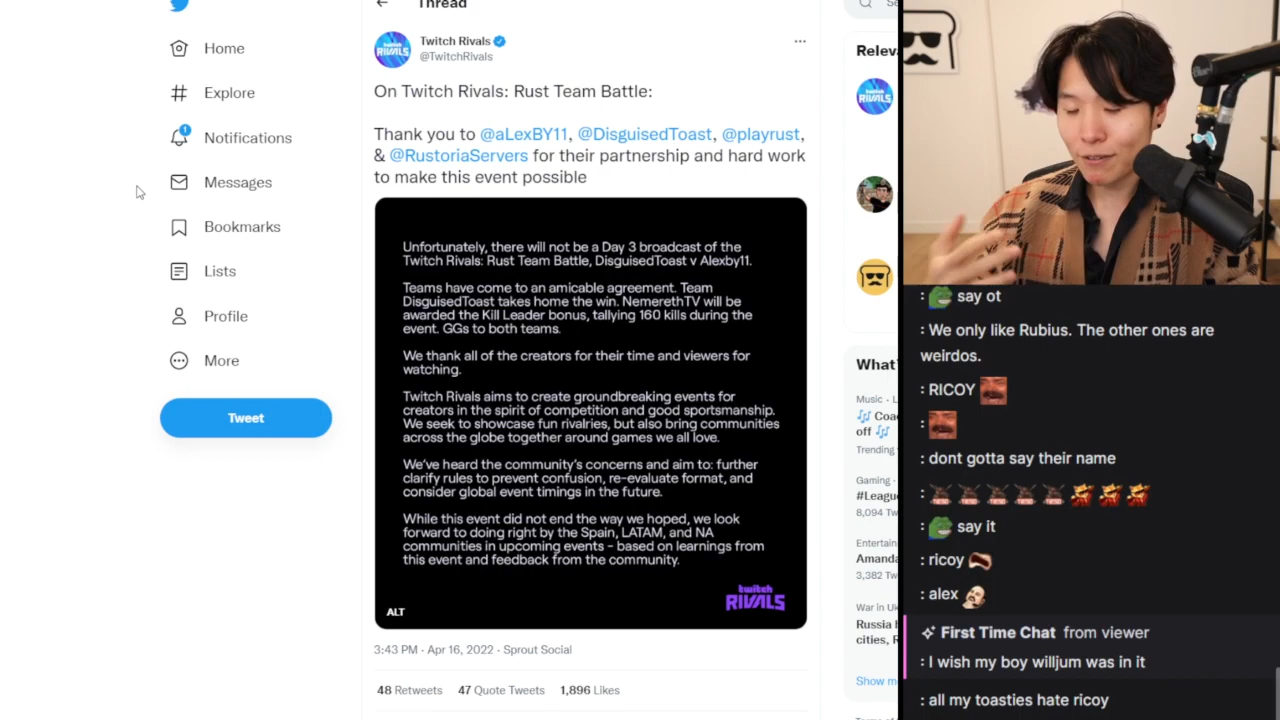 Home
Explore
1
Notifications
Messages
Bookmarks
Lists
Profile
More
Tweet
Thread
twitch
RIVALS
Twitch Rivals
@TwitchRivals
On Twitch Rivals: Rust Team Battle:
Thank you to @aLexBY11, @DisguisedToast, @playrust,
& @RustoriaServers for their partnership and hard work
to make this event possible
Unfortunately, there will not be a Day 3 broadcast of the
Twitch Rivals: Rust Team Battle, DisguisedToast v Alexby11.
Teams have come to an amicable agreement. Team
DisguisedToast takes home the win. NemerethTV will be
awarded the Kill Leader bonus, tallying 160 kills during the
event. GGs to both teams.
We thank all of the creators for their time and viewers for
watching.
Twitch Rivals aims to create groundbreaking events for
creators in the spirit of competition and good sportsmanship.
We seek to showcase fun rivalries, but also bring communities
across the globe together around games we all love.
We've heard the community's concerns and aim to: further
clarify rules to prevent confusion, re-evaluate format, and
consider global event timings in the future.
While this event did not end the way we hoped, we look
forward to doing right by the Spain, LATAM, and NA
communities in upcoming events - based on learnings from
this event and feedback from the community.
twitch
RIVALS
ALT
3:43 PM · Apr 16, 2022 · Sprout Social
48 Retweets 47 Quote Tweets 1,896 Likes
Se
Relev
RIVALS
What'
Music · L
Coa
off
Trending
Gaming ·
#Leagu
8,094 Tw
Entertain
Amanda
3,382 Tw
War in Uk
Russia
cities,
Show m
Blue
: say ot
: We only like Rubius. The other ones are
weirdos.
: RICOY
:
: dont gotta say their name
:
: say it
: ricoy
: alex
First Time Chat from viewer
: I wish my boy willjum was in it
: all my toasties hate ricoy